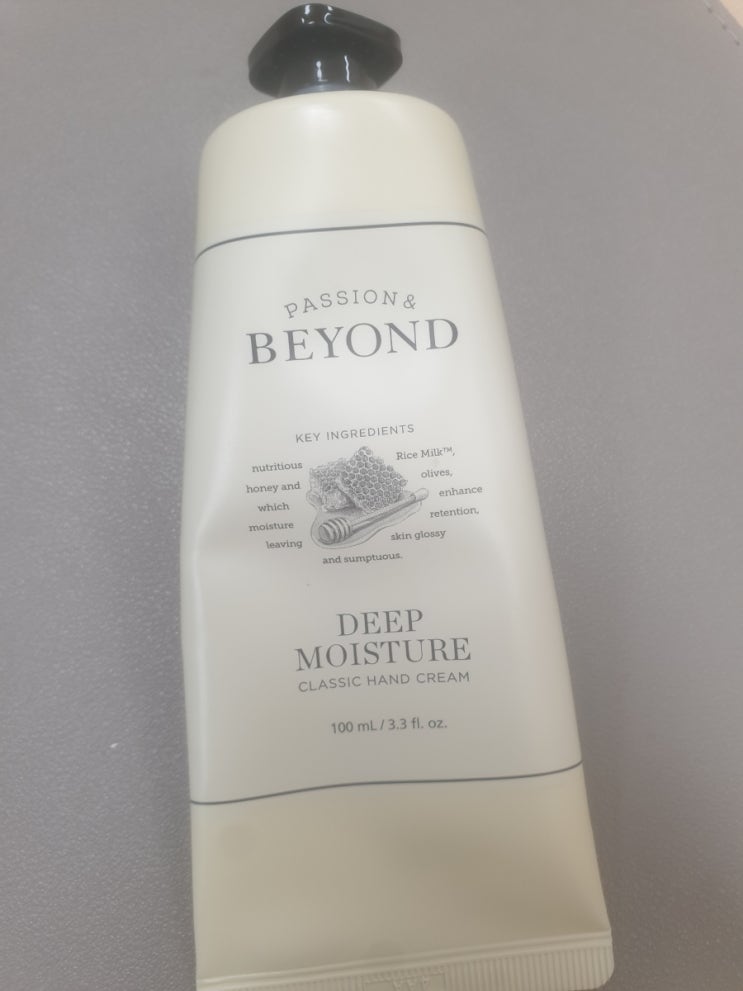 PASSION &
BEYOND
KEY INGREDIENTS
nutritious Rice Milk™,
honey and olives,
which enhance
moisture retention,
leaving skin glossy
and sumptuous.
DEEP
MOISTURE
CLASSIC HAND CREAM
100 mL / 3.3 fl. oz.